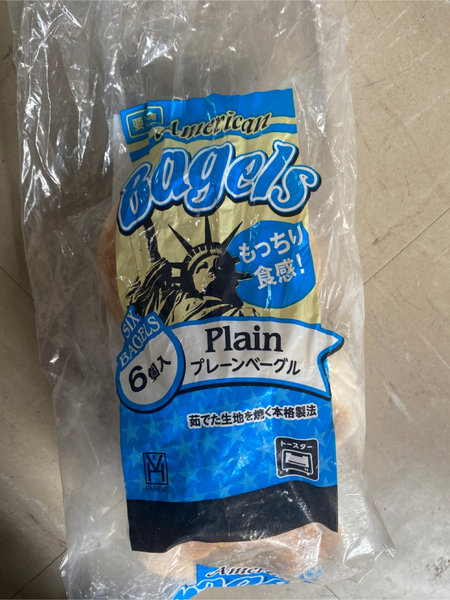 American
Bagels
もっちり
食感!
SIX
BAGELS
6個入
Plain
プレーンベーグル
茹でた生地を焼く本格製法
トースター
K
PAREVE
American